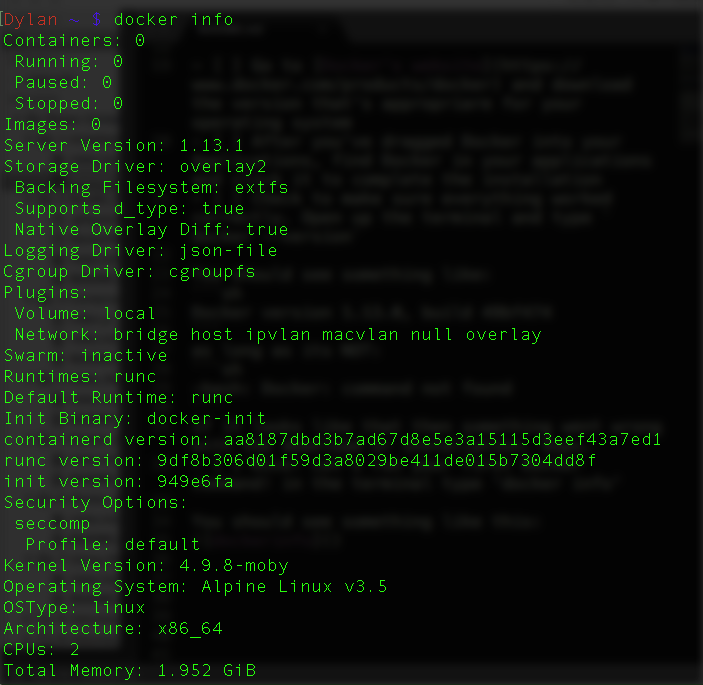 [Dylan ~ ] docker info
Containers: 0
 Running: 0
 Paused: 0
 Stopped: 0
Images: 0
Server Version: 1.13.1
Storage Driver: overlay2
 Backing Filesystem: extfs
 Supports d_type: true
 Native Overlay Diff: true
Logging Driver: json-file
Cgroup Driver: cgroupfs
Plugins:
 Volume: local
 Network: bridge host ipvlan macvlan null overlay
Swarm: inactive
Runtimes: runc
Default Runtime: runc
Init Binary: docker-init
containerd version: aa8187dbd3b7ad67d8e5e3a15115d3eef43a7ed1
runc version: 9df8b306d01f59d3a8029be411de015b7304dd8f
init version: 949e6fa
Security Options:
 seccomp
  Profile: default
Kernel Version: 4.9.8-moby
Operating System: Alpine Linux v3.5
OSType: linux
Architecture: x86_64
CPUs: 2
Total Memory: 1.952 GiB